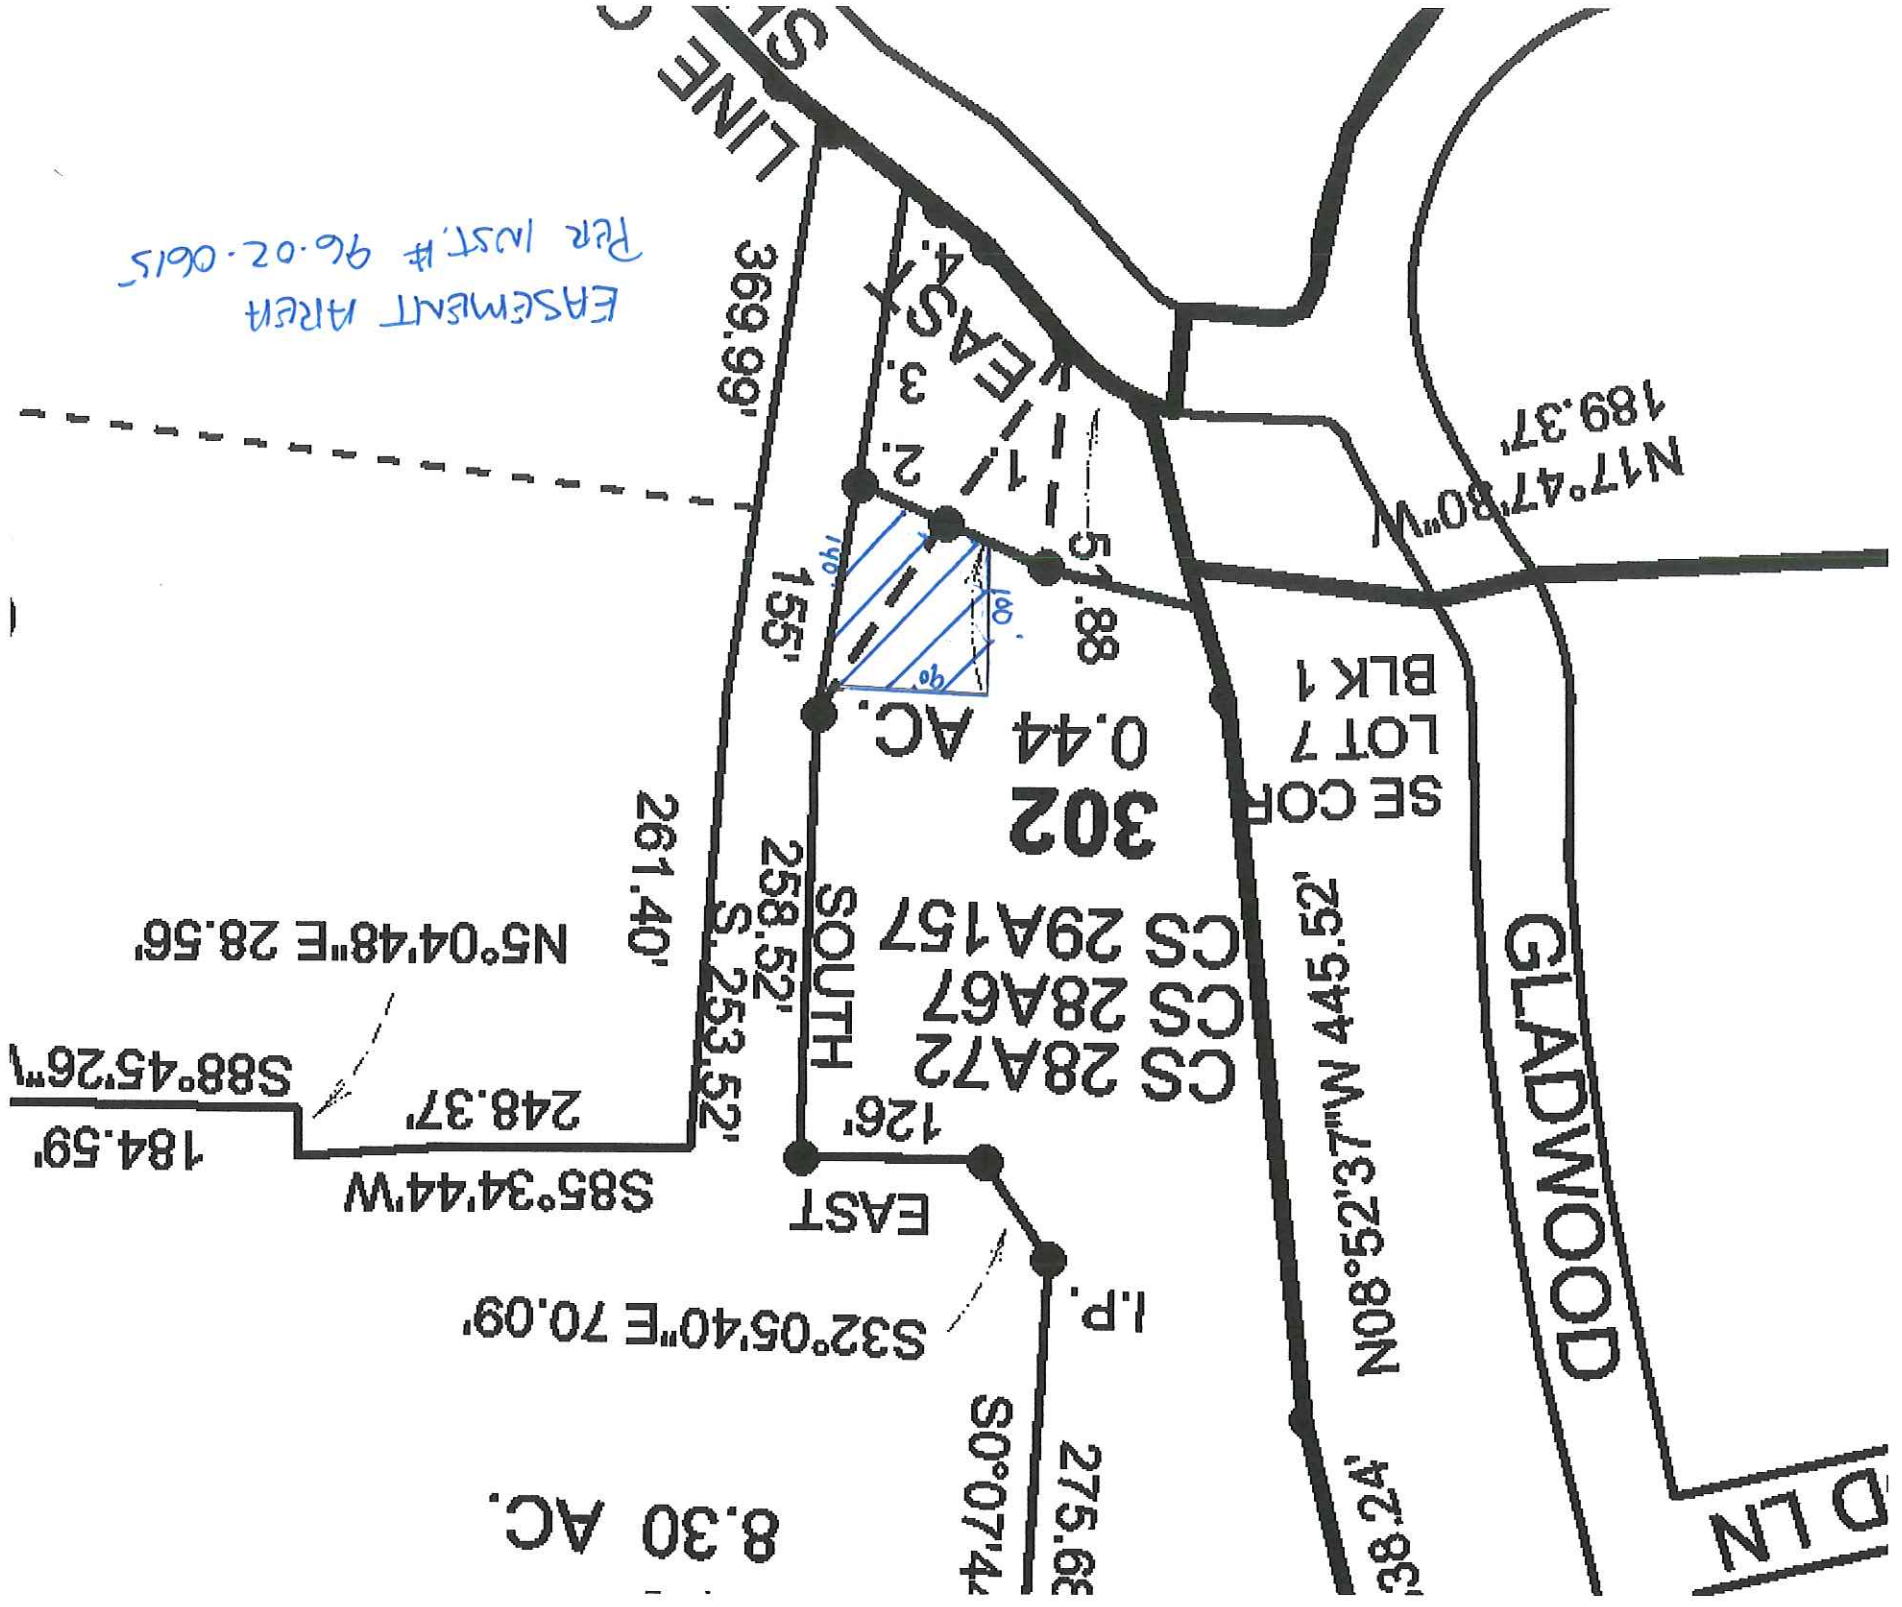 D LN
8.30 AC.
S0°07'4
275.68
38.24'
I.P.
S32°05'40"E 70.09'
EAST
126'
S85°34'44'W
248.37'
184.59'
S88°45'26"
N5°04'48"E 28.56'
GLADWOOD
N08°52'37"W 445.52'
CS 28A72
CS 28A67
CS 29A157
302
0.44 AC.
SOUTH
258.52'
S. 253.52'
261.40'
SE COR
LOT 7
BLK 1
90'
100'
140'
155'
51.88
N17°47'30"W
189.37'
1.
2.
3.
4.
EAST
369.99'
EASEMENT AREA
PER INST.# 96.02.0615
LINE